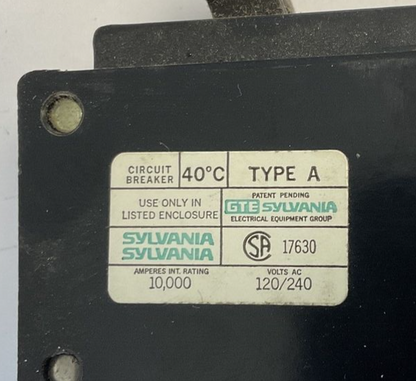 CIRCUIT BREAKER
40°C
TYPE A
USE ONLY IN
LISTED ENCLOSURE
PATENT PENDING
GTE SYLVANIA
ELECTRICAL EQUIPMENT GROUP
SYLVANIA
SYLVANIA
SA 17630
AMPERES INT. RATING
10,000
VOLTS AC
120/240